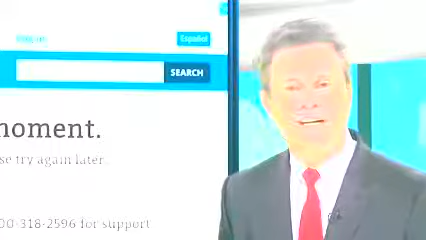 Español
SEARCH
moment.
se try again later.
00-318-2596 for support